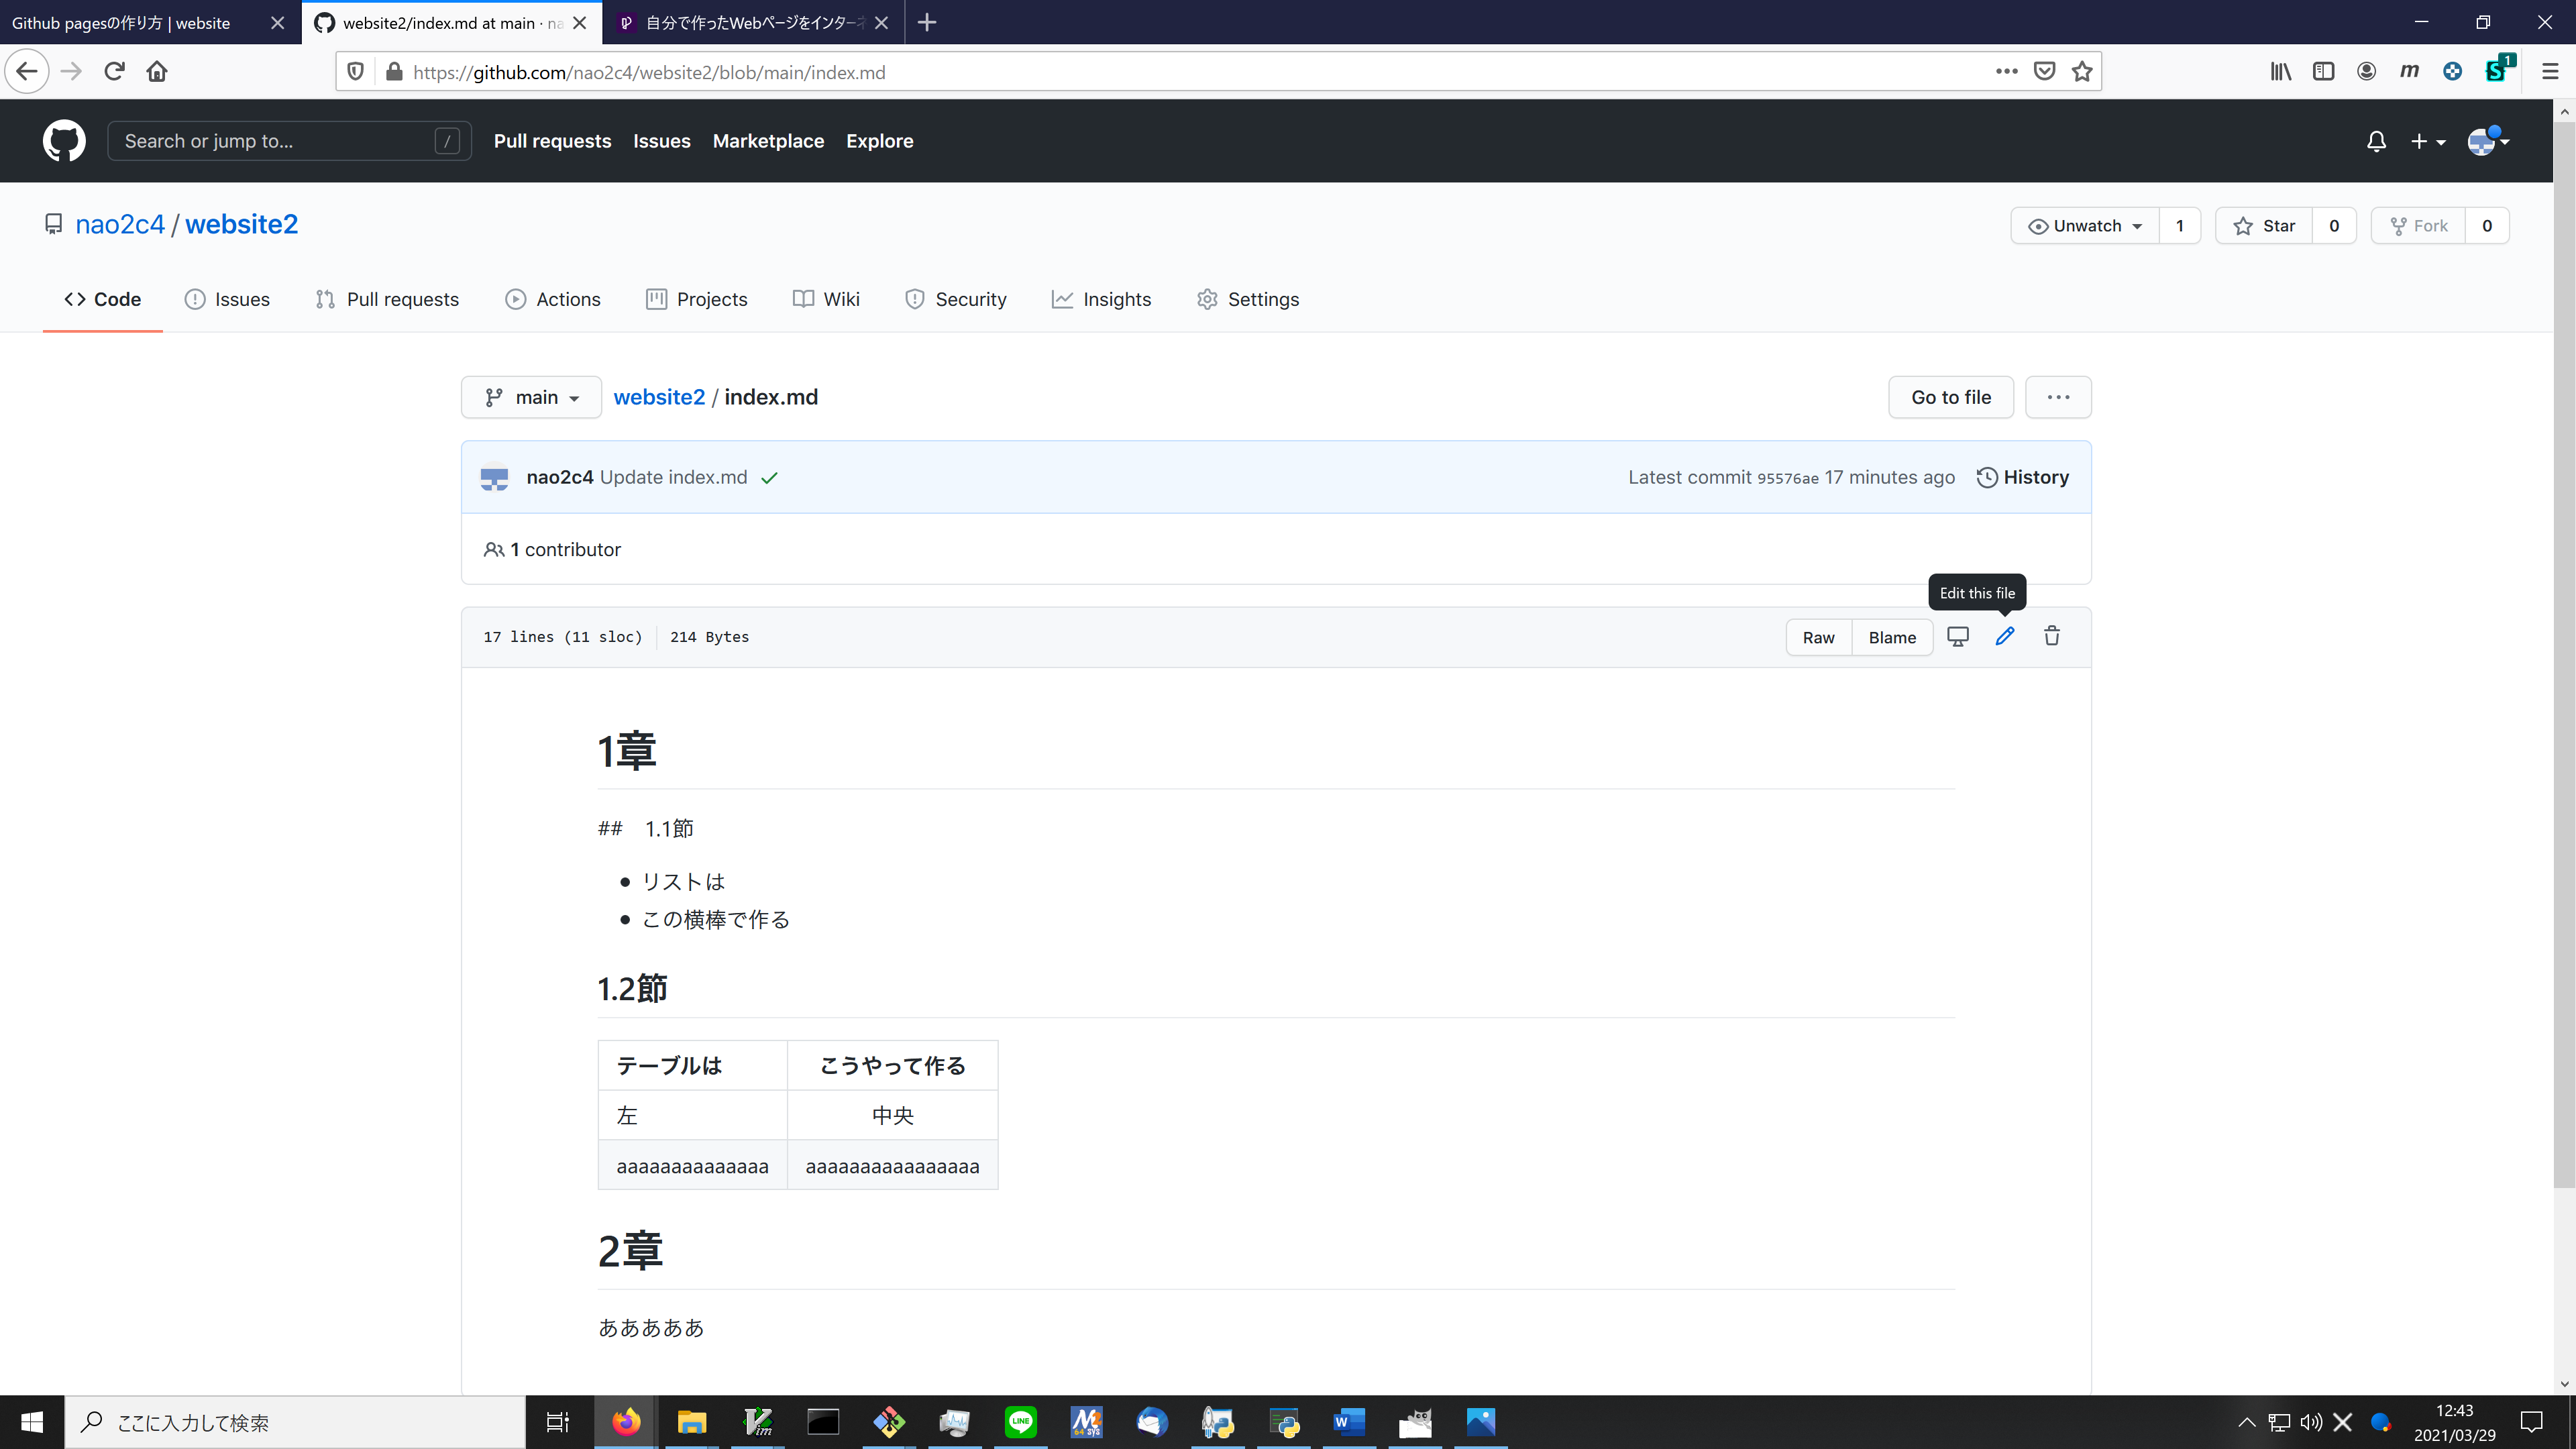 Github pagesの作り方 | website
website2/index.md at main · na
自分で作ったWebページをインターネ
https://github.com/nao2c4/website2/blob/main/index.md
1
Search or jump to... /
Pull requests Issues Marketplace Explore
nao2c4 / website2
Unwatch 1 Star 0 Fork 0
Code Issues Pull requests Actions Projects Wiki Security Insights Settings
main website2 / index.md Go to file
nao2c4 Update index.md Latest commit 95576ae 17 minutes ago History
1 contributor
Edit this file
17 lines (11 sloc) 214 Bytes Raw Blame
1章
##　1.1節
リストは
この横棒で作る
1.2節
テーブルは こうやって作る
左 中央
aaaaaaaaaaaaaa aaaaaaaaaaaaaaaa
2章
あああああ
ここに入力して検索
12:43
2021/03/29